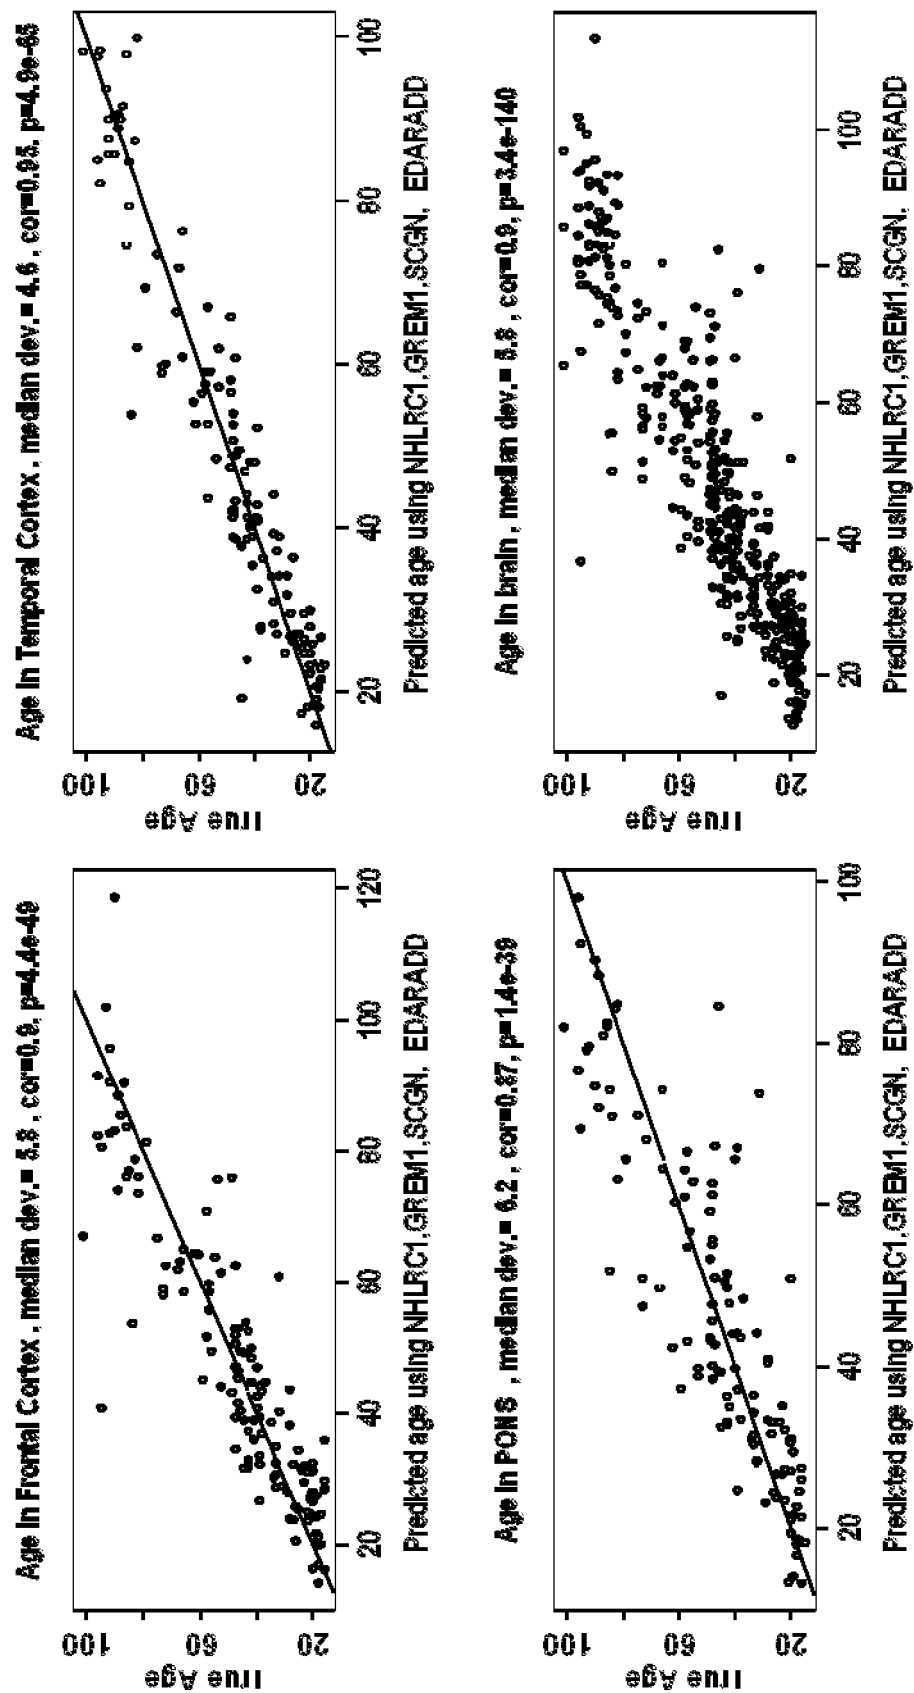 Age in Frontal Cortex , median dev.= 5.8 , cor=0.9, p=4.4e-49
True Age
100
60
20
20 40 60 80 100 120
Predicted age using NHLRC1,GREM1,SCGN, EDARADD
Age in Temporal Cortex , median dev.= 4.6 , cor=0.95, p=4.9e-65
True Age
100
60
20
20 40 60 80 100
Predicted age using NHLRC1,GREM1,SCGN, EDARADD
Age in PONS , median dev.= 6.2 , cor=0.87, p=1.4e-39
True Age
100
60
20
20 40 60 80 100
Predicted age using NHLRC1,GREM1,SCGN, EDARADD
Age in brain , median dev.= 5.8 , cor=0.9, p=3.4e-140
True Age
100
60
20
20 40 60 80 100
Predicted age using NHLRC1,GREM1,SCGN, EDARADD